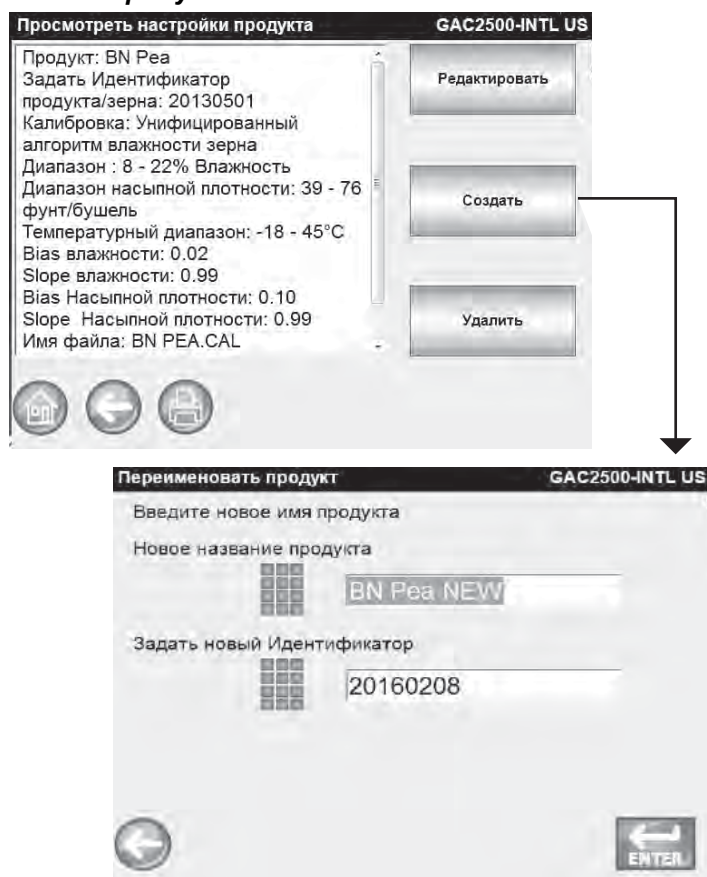 Просмотреть настройки продукта GAC2500-INTL US
Продукт: BN Pea
Задать Идентификатор
продукта/зерна: 20130501
Калибровка: Унифицированный
алгоритм влажности зерна
Диапазон : 8 - 22% Влажность
Диапазон насыпной плотности: 39 - 76
фунт/бушель
Температурный диапазон: -18 - 45°C
Bias влажности: 0.02
Slope влажности: 0.99
Bias Насыпной плотности: 0.10
Slope Насыпной плотности: 0.99
Имя файла: BN PEA.CAL
Редактировать
Создать
Удалить
Переименовать продукт GAC2500-INTL US
Введите новое имя продукта
Новое название продукта
BN Pea NEW
Задать новый Идентификатор
20160208
ENTER